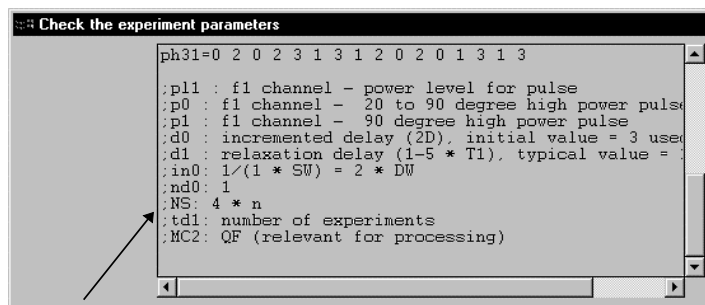 Check the experiment parameters
ph31=0 2 0 2 3 1 3 1 2 0 2 0 1 3 1 3
;pl1 : f1 channel - power level for pulse
;p0 : f1 channel - 20 to 90 degree high power pulse
;p1 : f1 channel - 90 degree high power pulse
;d0 : incremented delay (2D), initial value = 3 used
;d1 : relaxation delay (1-5 * T1), typical value =
;in0: 1/(1 * SW) = 2 * DW
;nd0: 1
;NS: 4 * n
;td1: number of experiments
;MC2: QF (relevant for processing)